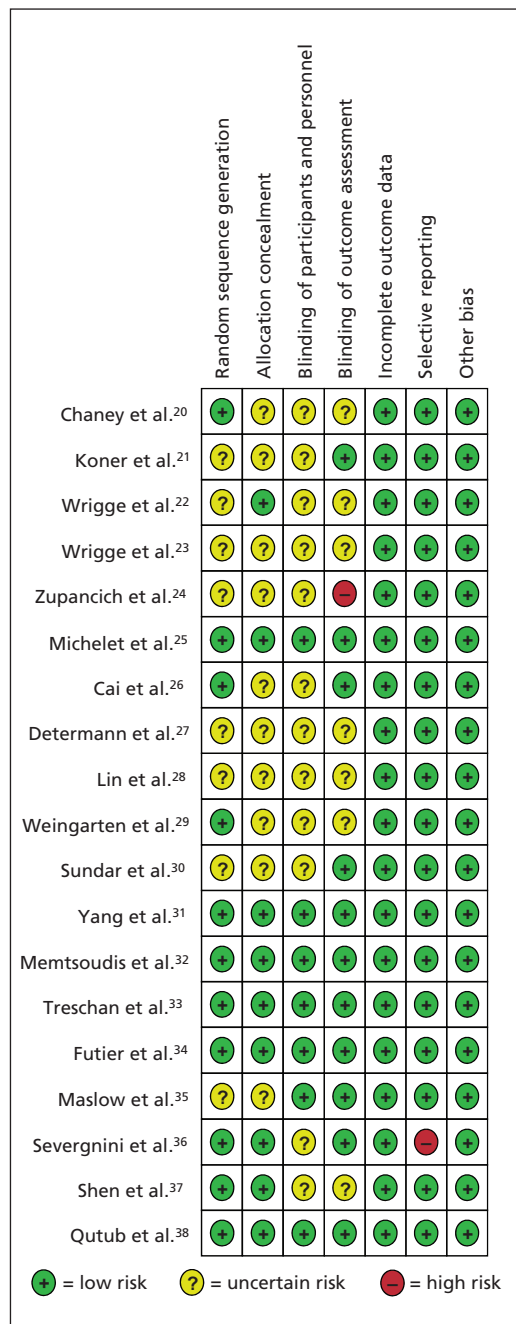 Random sequence generation
Allocation concealment
Blinding of participants and personnel
Blinding of outcome assessment
Incomplete outcome data
Selective reporting
Other bias
Chaney et al.²⁰ + ? ? ? + + +
Koner et al.²¹ ? ? ? + + + +
Wrigge et al.²² ? + ? ? + + +
Wrigge et al.²³ ? ? ? ? + + +
Zupancich et al.²⁴ ? ? ? − + + +
Michelet et al.²⁵ + + + + + + +
Cai et al.²⁶ + ? ? + + + +
Determann et al.²⁷ ? ? ? ? + + +
Lin et al.²⁸ ? ? ? ? + + +
Weingarten et al.²⁹ + ? ? ? + + +
Sundar et al.³⁰ ? ? ? + + + +
Yang et al.³¹ + + + + + + +
Memtsoudis et al.³² + + + + + + +
Treschan et al.³³ + + + + + + +
Futier et al.³⁴ + + + + + + +
Maslow et al.³⁵ ? ? + + + + +
Severgnini et al.³⁶ + + ? + + − +
Shen et al.³⁷ + + ? ? + + +
Qutub et al.³⁸ + + + + + + +
+ = low risk ? = uncertain risk − = high risk